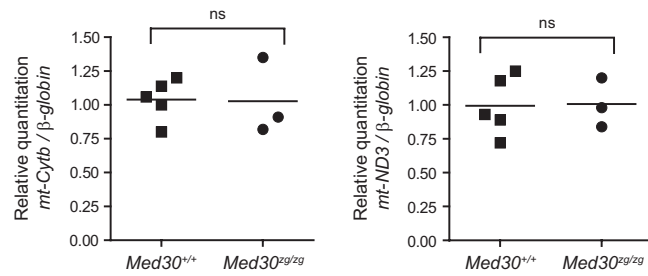 ns
1.50
1.25
1.00
0.75
0.50
0.25
0.00
Relative quantitation
mt-Cytb / β-globin
Med30+/+
Med30zg/zg
ns
1.50
1.25
1.00
0.75
0.50
0.25
0.00
Relative quantitation
mt-ND3 / β-globin
Med30+/+
Med30zg/zg